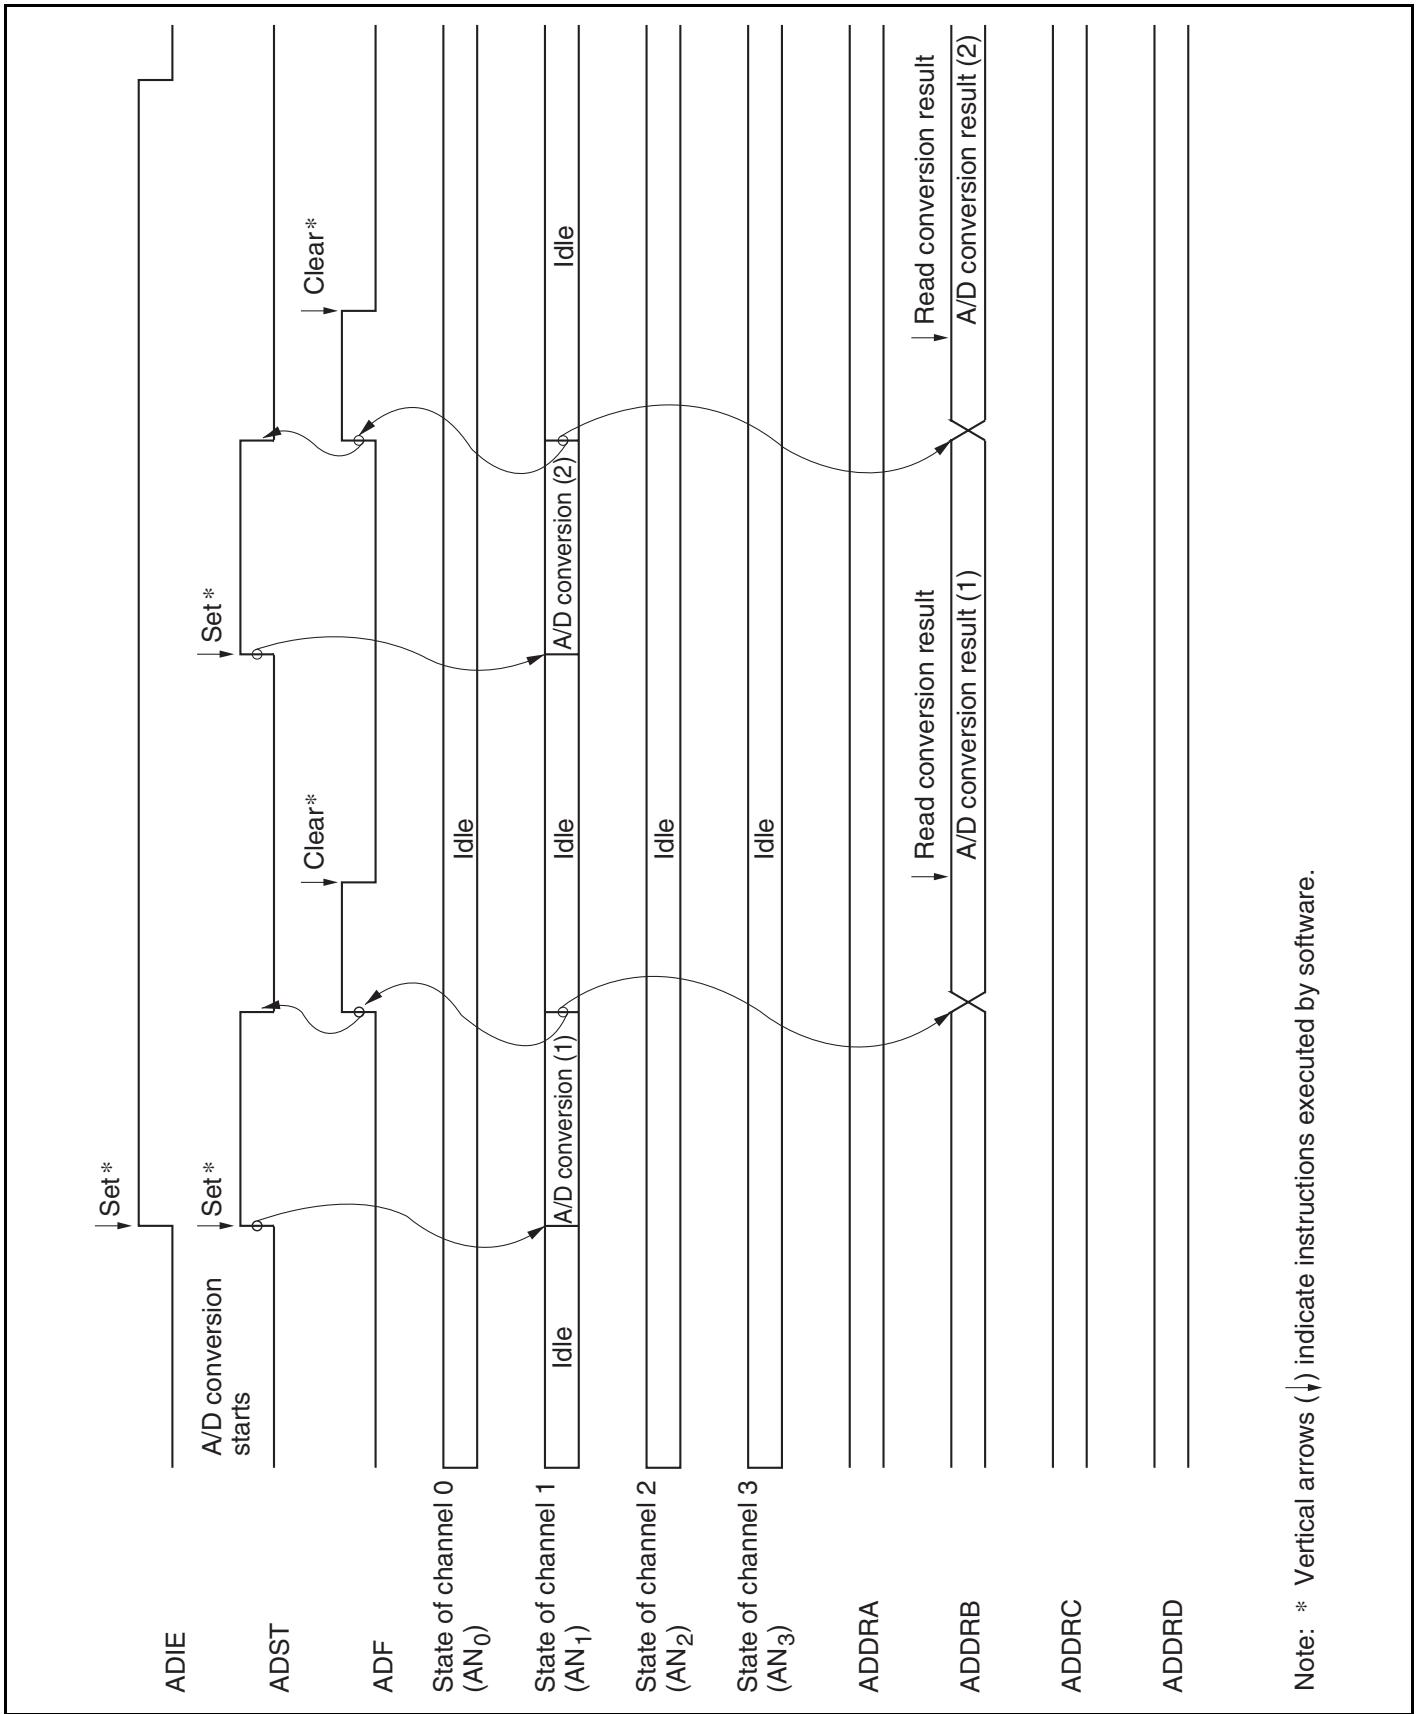 Set*
ADIE
A/D conversion
starts
Set*
Set*
ADST
Clear*
Clear*
ADF
State of channel 0
(AN0)
Idle
State of channel 1
(AN1)
Idle
A/D conversion (1)
Idle
A/D conversion (2)
Idle
State of channel 2
(AN2)
Idle
State of channel 3
(AN3)
Idle
ADDRA
Read conversion result
Read conversion result
ADDRB
A/D conversion result (1)
A/D conversion result (2)
ADDRC
ADDRD
Note: * Vertical arrows (↓) indicate instructions executed by software.